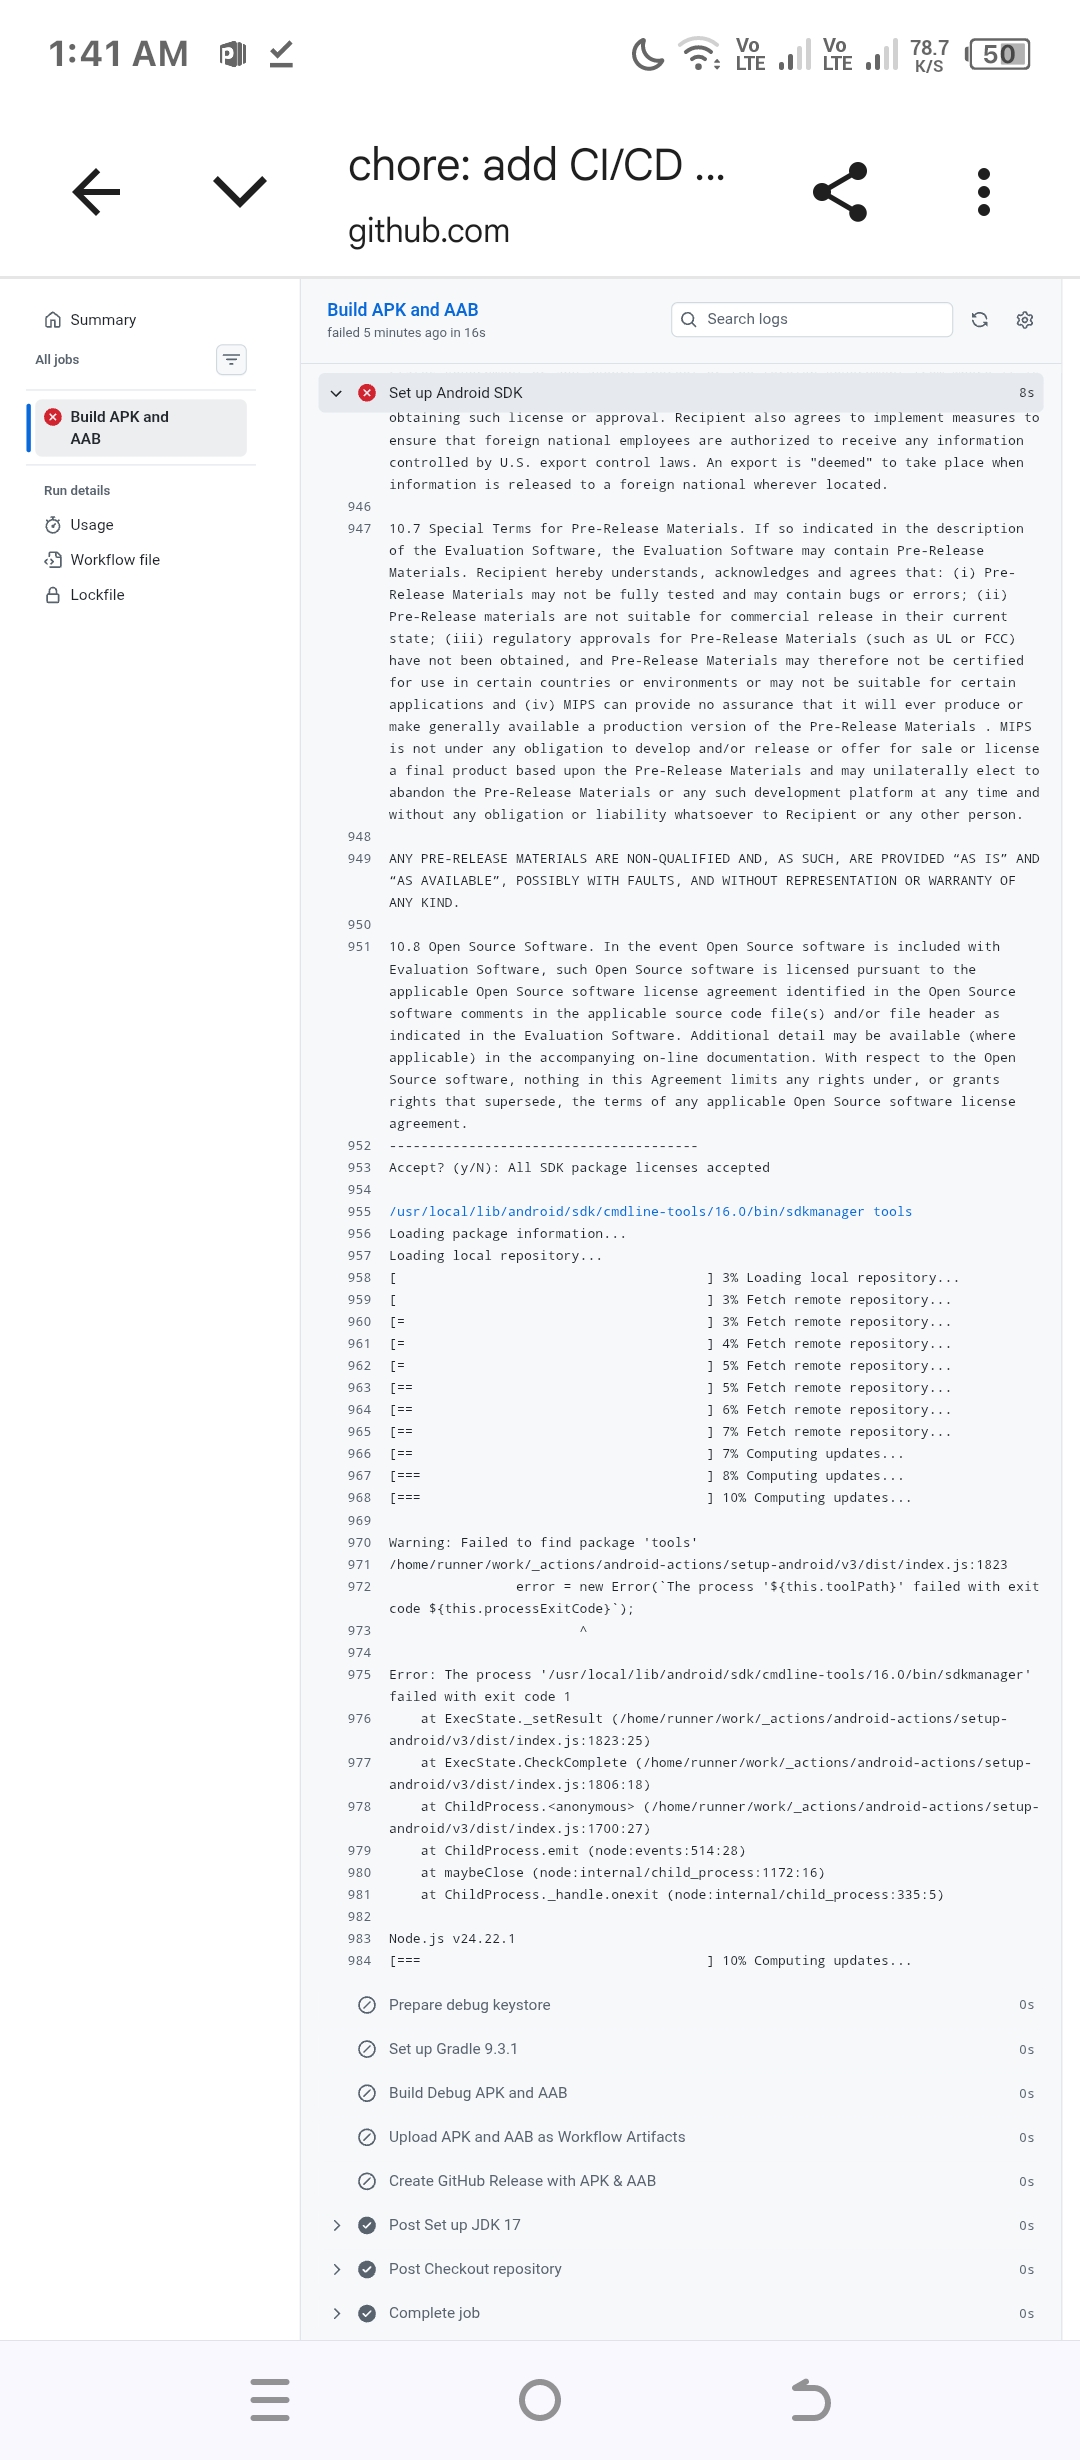 1:41 AM
Vo LTE Vo LTE 78.7 K/S 50
chore: add CI/CD ...
github.com
Summary
All jobs
Build APK and
AAB
Run details
Usage
Workflow file
Lockfile
Build APK and AAB
failed 5 minutes ago in 16s
Search logs
Set up Android SDK 8s
obtaining such license or approval. Recipient also agrees to implement measures to
ensure that foreign national employees are authorized to receive any information
controlled by U.S. export control laws. An export is "deemed" to take place when
information is released to a foreign national wherever located.
946
947 10.7 Special Terms for Pre-Release Materials. If so indicated in the description
of the Evaluation Software, the Evaluation Software may contain Pre-Release
Materials. Recipient hereby understands, acknowledges and agrees that: (i) Pre-
Release Materials may not be fully tested and may contain bugs or errors; (ii)
Pre-Release materials are not suitable for commercial release in their current
state; (iii) regulatory approvals for Pre-Release Materials (such as UL or FCC)
have not been obtained, and Pre-Release Materials may therefore not be certified
for use in certain countries or environments or may not be suitable for certain
applications and (iv) MIPS can provide no assurance that it will ever produce or
make generally available a production version of the Pre-Release Materials . MIPS
is not under any obligation to develop and/or release or offer for sale or license
a final product based upon the Pre-Release Materials and may unilaterally elect to
abandon the Pre-Release Materials or any such development platform at any time and
without any obligation or liability whatsoever to Recipient or any other person.
948
949 ANY PRE-RELEASE MATERIALS ARE NON-QUALIFIED AND, AS SUCH, ARE PROVIDED “AS IS” AND
“AS AVAILABLE”, POSSIBLY WITH FAULTS, AND WITHOUT REPRESENTATION OR WARRANTY OF
ANY KIND.
950
951 10.8 Open Source Software. In the event Open Source software is included with
Evaluation Software, such Open Source software is licensed pursuant to the
applicable Open Source software license agreement identified in the Open Source
software comments in the applicable source code file(s) and/or file header as
indicated in the Evaluation Software. Additional detail may be available (where
applicable) in the accompanying on-line documentation. With respect to the Open
Source software, nothing in this Agreement limits any rights under, or grants
rights that supersede, the terms of any applicable Open Source software license
agreement.
952 ---------------------------------------
953 Accept? (y/N): All SDK package licenses accepted
954
955 /usr/local/lib/android/sdk/cmdline-tools/16.0/bin/sdkmanager tools
956 Loading package information...
957 Loading local repository...
958 [                                       ] 3% Loading local repository...
959 [                                       ] 3% Fetch remote repository...
960 [=                                      ] 3% Fetch remote repository...
961 [=                                      ] 4% Fetch remote repository...
962 [=                                      ] 5% Fetch remote repository...
963 [==                                     ] 5% Fetch remote repository...
964 [==                                     ] 6% Fetch remote repository...
965 [==                                     ] 7% Fetch remote repository...
966 [==                                     ] 7% Computing updates...
967 [===                                    ] 8% Computing updates...
968 [===                                    ] 10% Computing updates...
969
970 Warning: Failed to find package 'tools'
971 /home/runner/work/_actions/android-actions/setup-android/v3/dist/index.js:1823
972                 error = new Error(`The process '${this.toolPath}' failed with exit
code ${this.processExitCode}`);
973                         ^
974
975 Error: The process '/usr/local/lib/android/sdk/cmdline-tools/16.0/bin/sdkmanager'
failed with exit code 1
976     at ExecState._setResult (/home/runner/work/_actions/android-actions/setup-
android/v3/dist/index.js:1823:25)
977     at ExecState.CheckComplete (/home/runner/work/_actions/android-actions/setup-
android/v3/dist/index.js:1806:18)
978     at ChildProcess.<anonymous> (/home/runner/work/_actions/android-actions/setup-
android/v3/dist/index.js:1700:27)
979     at ChildProcess.emit (node:events:514:28)
980     at maybeClose (node:internal/child_process:1172:16)
981     at ChildProcess._handle.onexit (node:internal/child_process:335:5)
982
983 Node.js v24.22.1
984 [===                                    ] 10% Computing updates...
Prepare debug keystore 0s
Set up Gradle 9.3.1 0s
Build Debug APK and AAB 0s
Upload APK and AAB as Workflow Artifacts 0s
Create GitHub Release with APK & AAB 0s
Post Set up JDK 17 0s
Post Checkout repository 0s
Complete job 0s